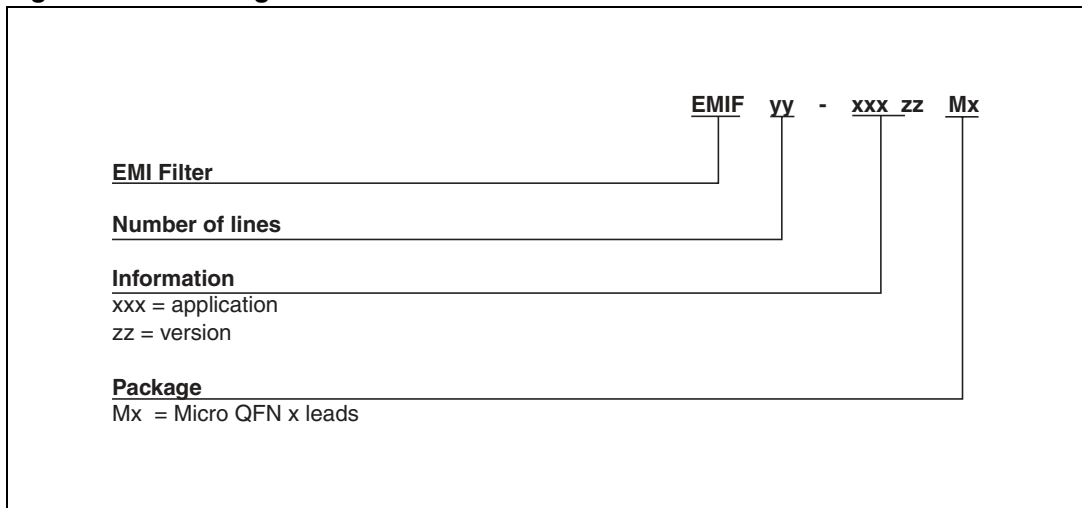 EMIF yy - xxx zz Mx
EMI Filter
Number of lines
Information
xxx = application
zz = version
Package
Mx = Micro QFN x leads